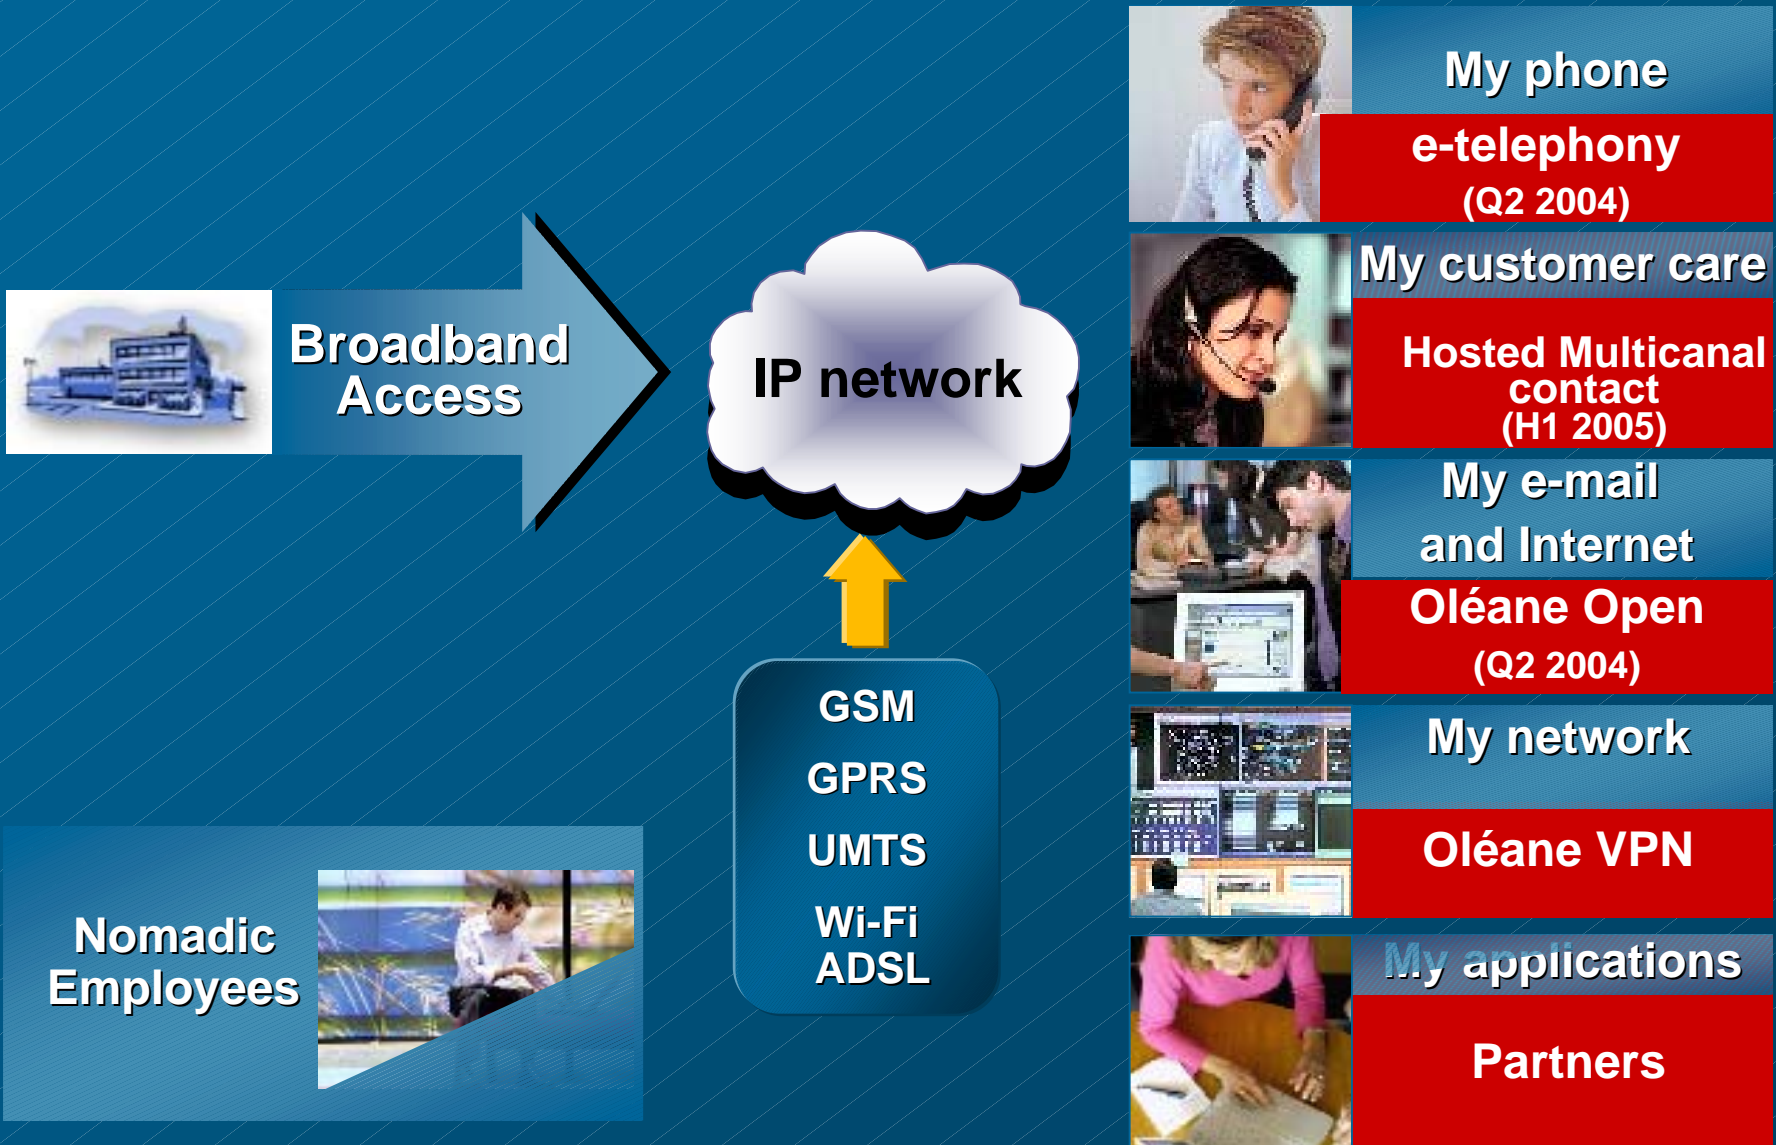 Broadband
Access
IP network
GSM
GPRS
UMTS
Wi-Fi
ADSL
Nomadic
Employees
My phone
e-telephony
(Q2 2004)
My customer care
Hosted Multicanal
contact
(H1 2005)
My e-mail
and Internet
Oléane Open
(Q2 2004)
My network
Oléane VPN
My applications
Partners